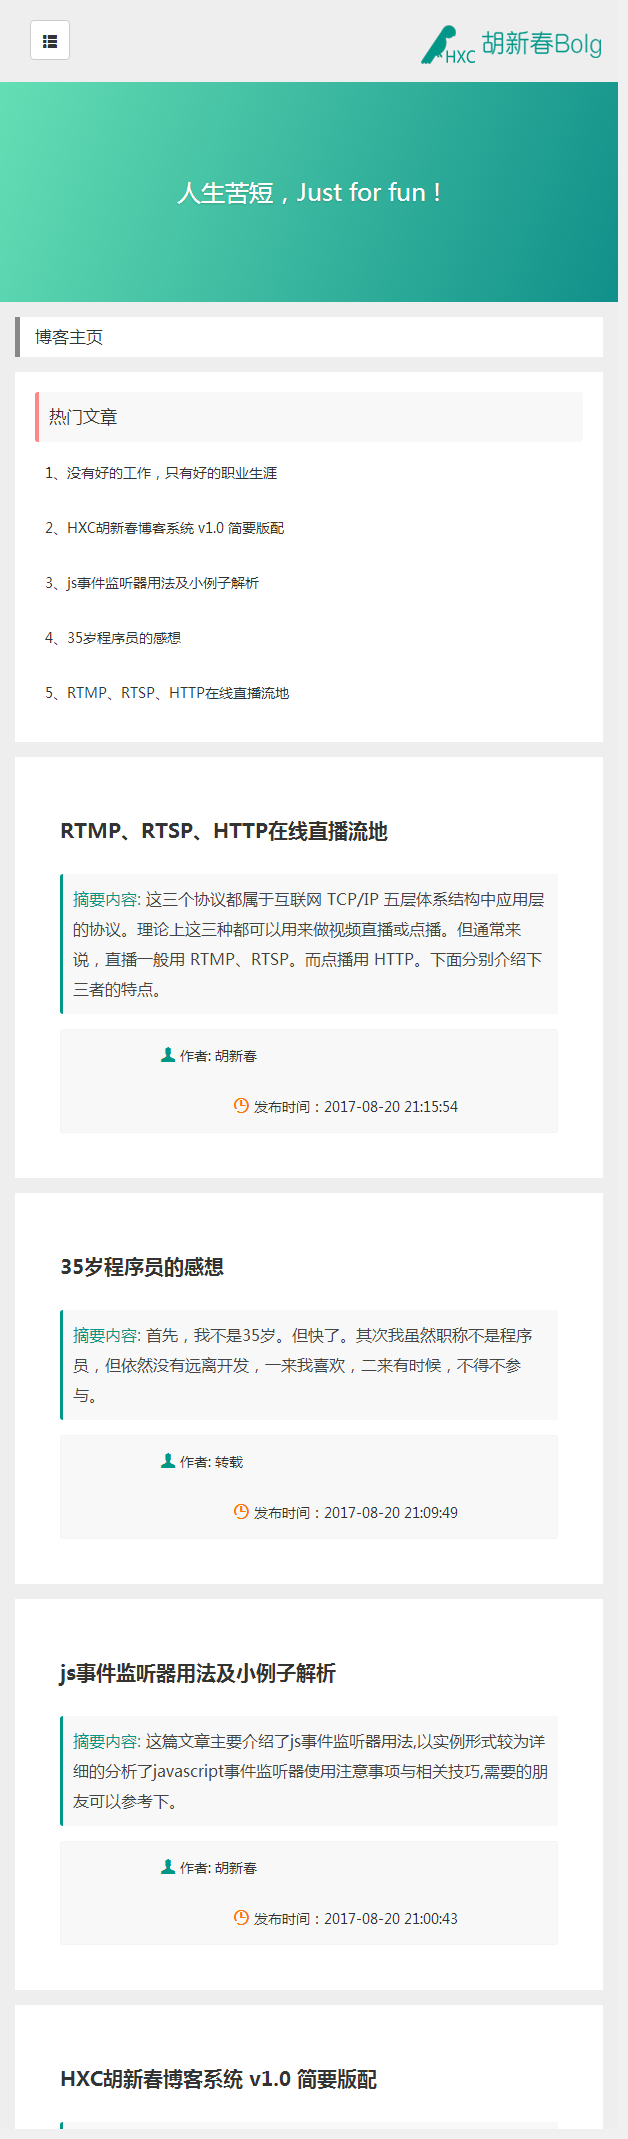 HXC 胡新春Bolg
人生苦短，Just for fun！
博客主页
热门文章
1、没有好的工作，只有好的职业生涯
2、HXC胡新春博客系统 v1.0 简要版配
3、js事件监听器用法及小例子解析
4、35岁程序员的感想
5、RTMP、RTSP、HTTP在线直播流地
RTMP、RTSP、HTTP在线直播流地
摘要内容: 这三个协议都属于互联网 TCP/IP 五层体系结构中应用层
的协议。理论上这三种都可以用来做视频直播或点播。但通常来
说，直播一般用 RTMP、RTSP。而点播用 HTTP。下面分别介绍下
三者的特点。
作者: 胡新春
发布时间：2017-08-20 21:15:54
35岁程序员的感想
摘要内容: 首先，我不是35岁。但快了。其次我虽然职称不是程序
员，但依然没有远离开发，一来我喜欢，二来有时候，不得不参
与。
作者: 转载
发布时间：2017-08-20 21:09:49
js事件监听器用法及小例子解析
摘要内容: 这篇文章主要介绍了js事件监听器用法,以实例形式较为详
细的分析了javascript事件监听器使用注意事项与相关技巧,需要的朋
友可以参考下。
作者: 胡新春
发布时间：2017-08-20 21:00:43
HXC胡新春博客系统 v1.0 简要版配